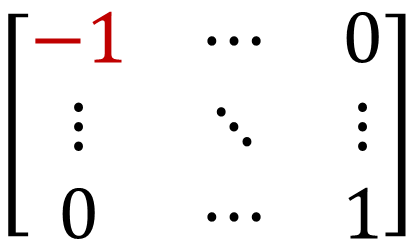 −1 ⋯ 0
⋮ ⋱ ⋮
0 ⋯ 1